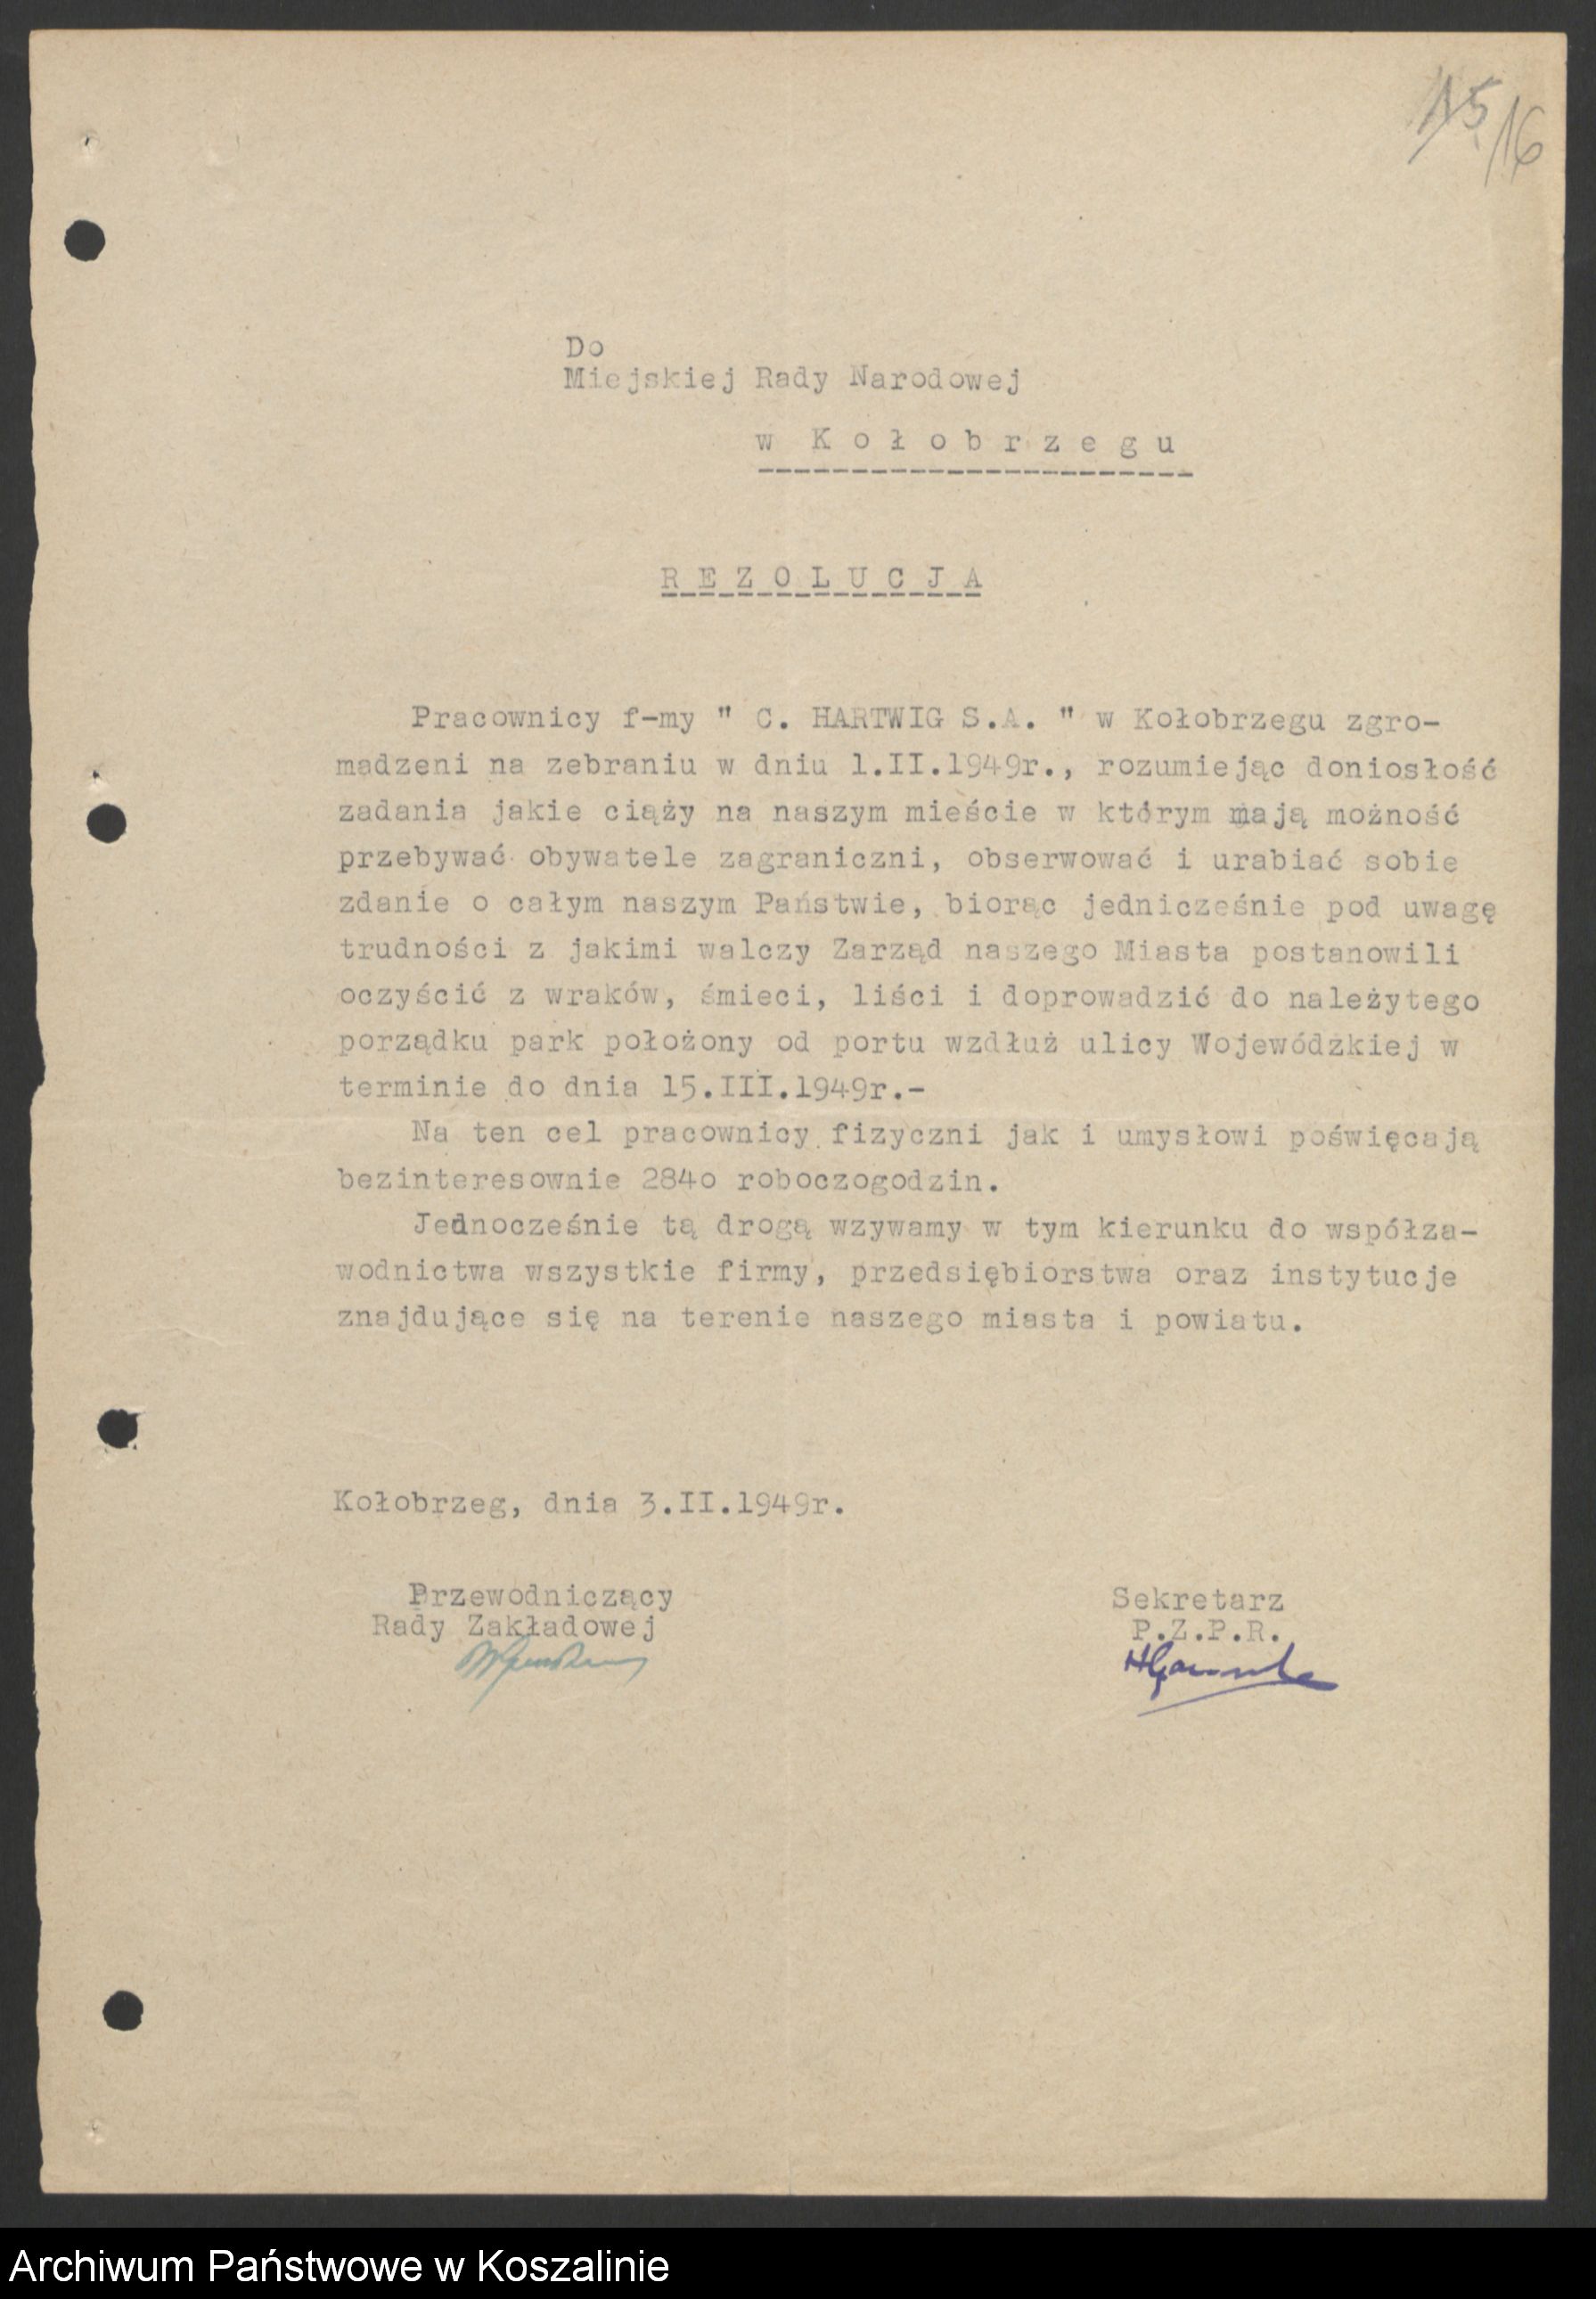 15/16
Do
Miejskiej Rady Narodowej
w K o ł o b r z e g u
R E Z O L U C J A
Pracownicy f-my " C. HARTWIG S.A. " w Kołobrzegu zgro-
madzeni na zebraniu w dniu 1.II.1949r., rozumiejąc doniosłość
zadania jakie ciąży na naszym mieście w którym mają możność
przebywać obywatele zagraniczni, obserwować i urabiać sobie
zdanie o całym naszym Państwie, biorąc jednicześnie pod uwagę
trudności z jakimi walczy Zarząd naszego Miasta postanowili
oczyścić z wraków, śmieci, liści i doprowadzić do należytego
porządku park położony od portu wzdłuż ulicy Wojewódzkiej w
terminie do dnia 15.III.1949r.-
Na ten cel pracownicy fizyczni jak i umysłowi poświęcają
bezinteresownie 284o roboczogodzin.
Jednocześnie tą drogą wzywamy w tym kierunku do współza-
wodnictwa wszystkie firmy, przedsiębiorstwa oraz instytucje
znajdujące się na terenie naszego miasta i powiatu.
Kołobrzeg, dnia 3.II.1949r.
Przewodniczący
Rady Zakładowej
Sekretarz
P.Z.P.R.
Archiwum Państwowe w Koszalinie